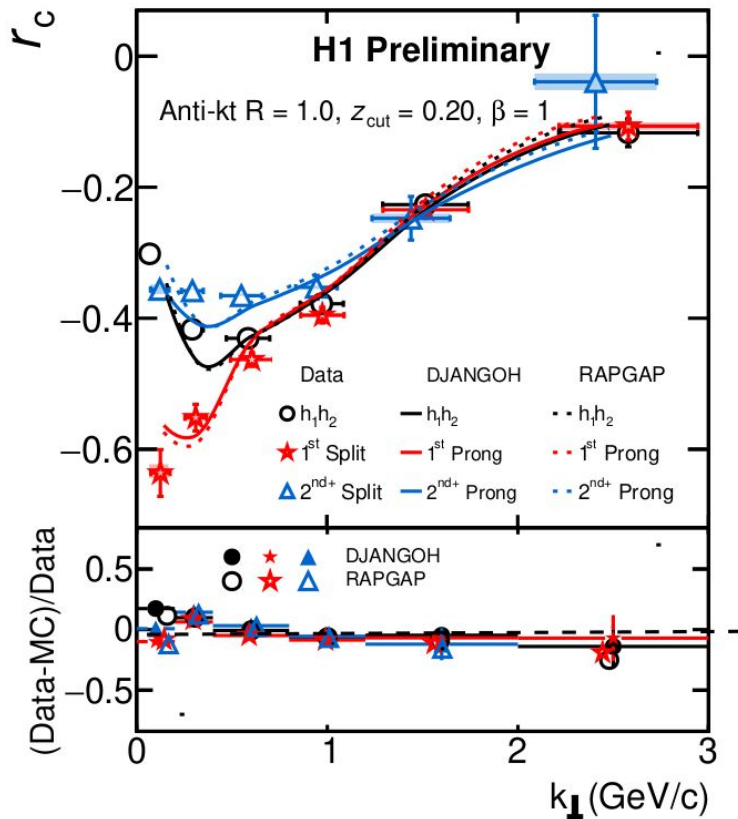 r_c
0
H1 Preliminary
Anti-kt R = 1.0, z_cut = 0.20, β = 1
−0.2
−0.4
Data DJANGOH RAPGAP
h₁h₂ h₁h₂ h₁h₂
1st Split 1st Prong 1st Prong
−0.6
2nd+ Split 2nd+ Prong 2nd+ Prong
(Data-MC)/Data
0.5
DJANGOH
RAPGAP
0
−0.5
0 1 2 3
k⊥(GeV/c)